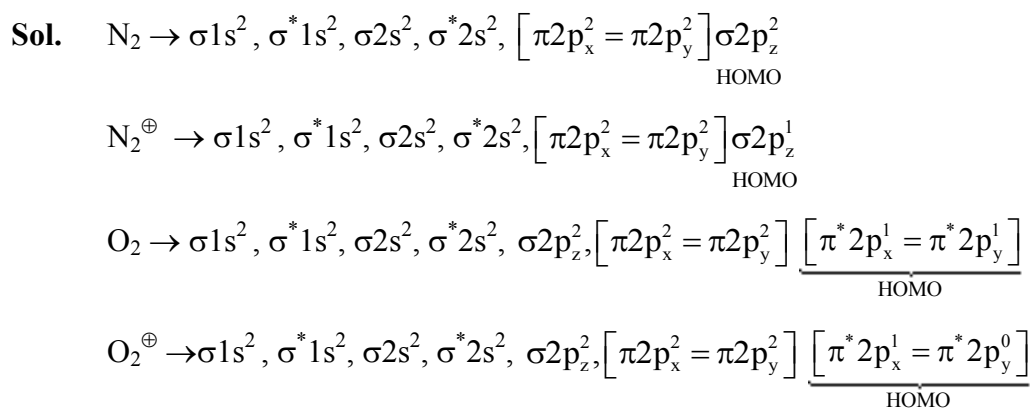 Sol. N₂ → σ1s², σ*1s², σ2s², σ*2s², [π2pₓ² = π2p_y²]σ2p_z²
HOMO
N₂^⊕ → σ1s², σ*1s², σ2s², σ*2s²,[π2pₓ² = π2p_y²]σ2p_z¹
HOMO
O₂ → σ1s², σ*1s², σ2s², σ*2s², σ2p_z²,[π2pₓ² = π2p_y²] [π*2pₓ¹ = π*2p_y¹]
HOMO
O₂^⊕ →σ1s², σ*1s², σ2s², σ*2s², σ2p_z²,[π2pₓ² = π2p_y²] [π*2pₓ¹ = π*2p_y⁰]
HOMO